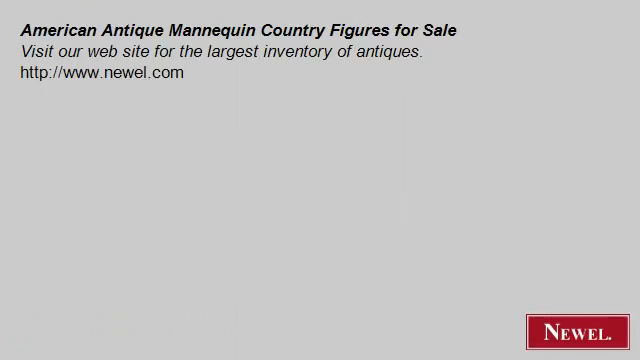 American Antique Mannequin Country Figures for Sale
Visit our web site for the largest inventory of antiques.
http://www.newel.com
NEWEL.